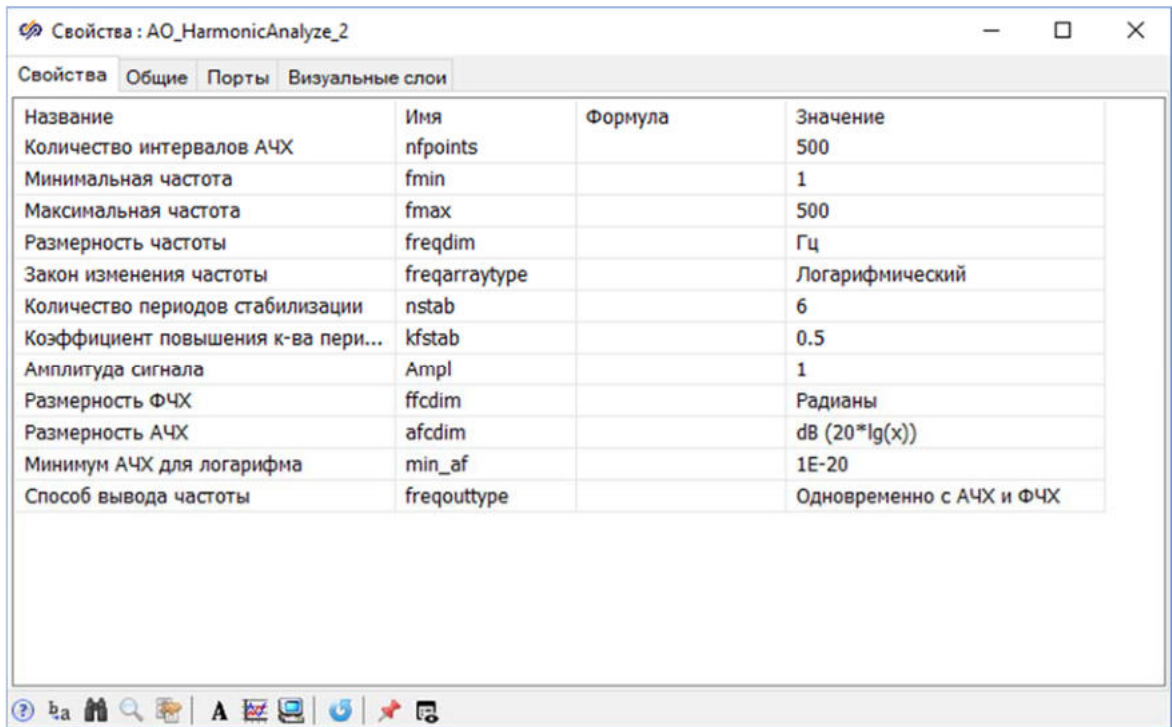 Свойства : AO_HarmonicAnalyze_2
Свойства Общие Порты Визуальные слои
Название Имя Формула Значение
Количество интервалов АЧХ nfpoints 500
Минимальная частота fmin 1
Максимальная частота fmax 500
Размерность частоты freqdim Гц
Закон изменения частоты freqarraytype Логарифмический
Количество периодов стабилизации nstab 6
Коэффициент повышения к-ва пери... kfstab 0.5
Амплитуда сигнала Ampl 1
Размерность ФЧХ ffcdim Радианы
Размерность АЧХ afcdim dB (20*lg(x))
Минимум АЧХ для логарифма min_af 1E-20
Способ вывода частоты freqouttype Одновременно с АЧХ и ФЧХ